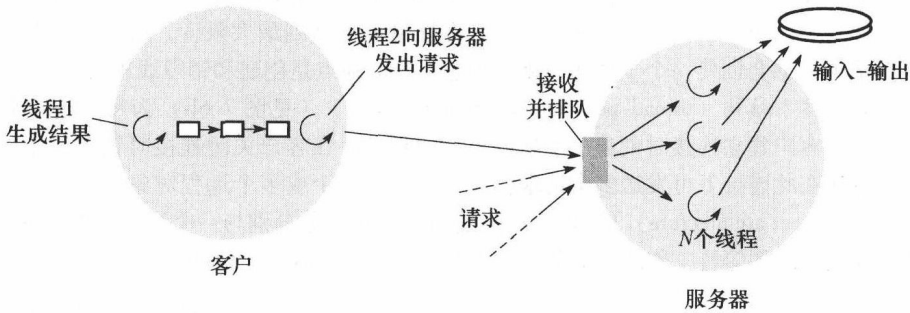 线程2向服务器
发出请求
线程1
生成结果
接收
并排队
输入-输出
请求
N个线程
客户
服务器